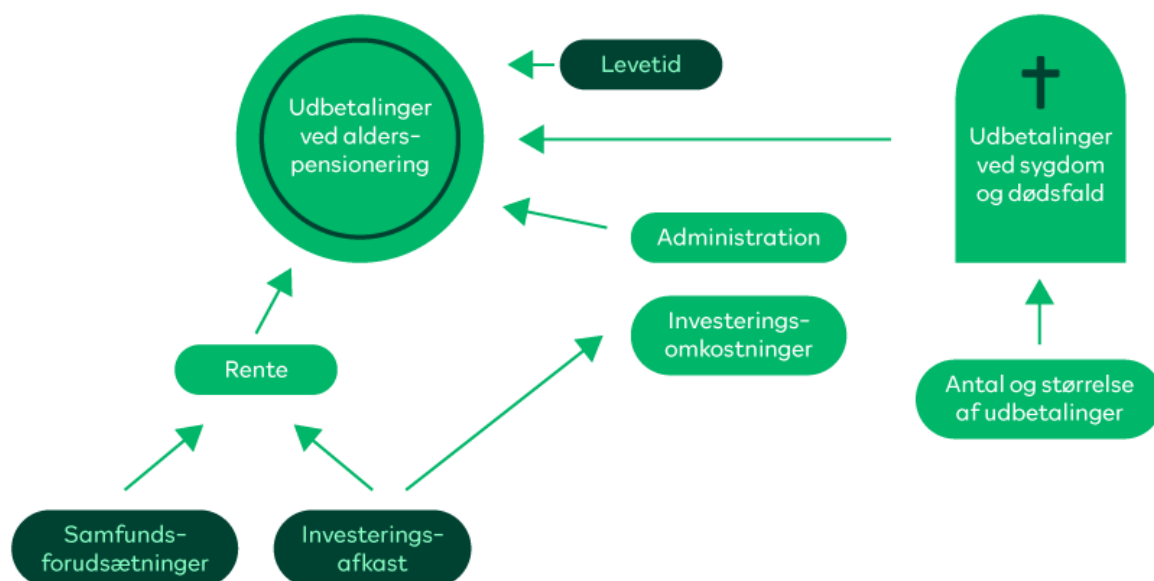 Levetid
Udbetalinger
ved alders-
pensionering
Udbetalinger
ved sygdom
og dødsfald
Administration
Investerings-
omkostninger
Rente
Antal og størrelse
af udbetalinger
Samfunds-
forudsætninger
Investerings-
afkast